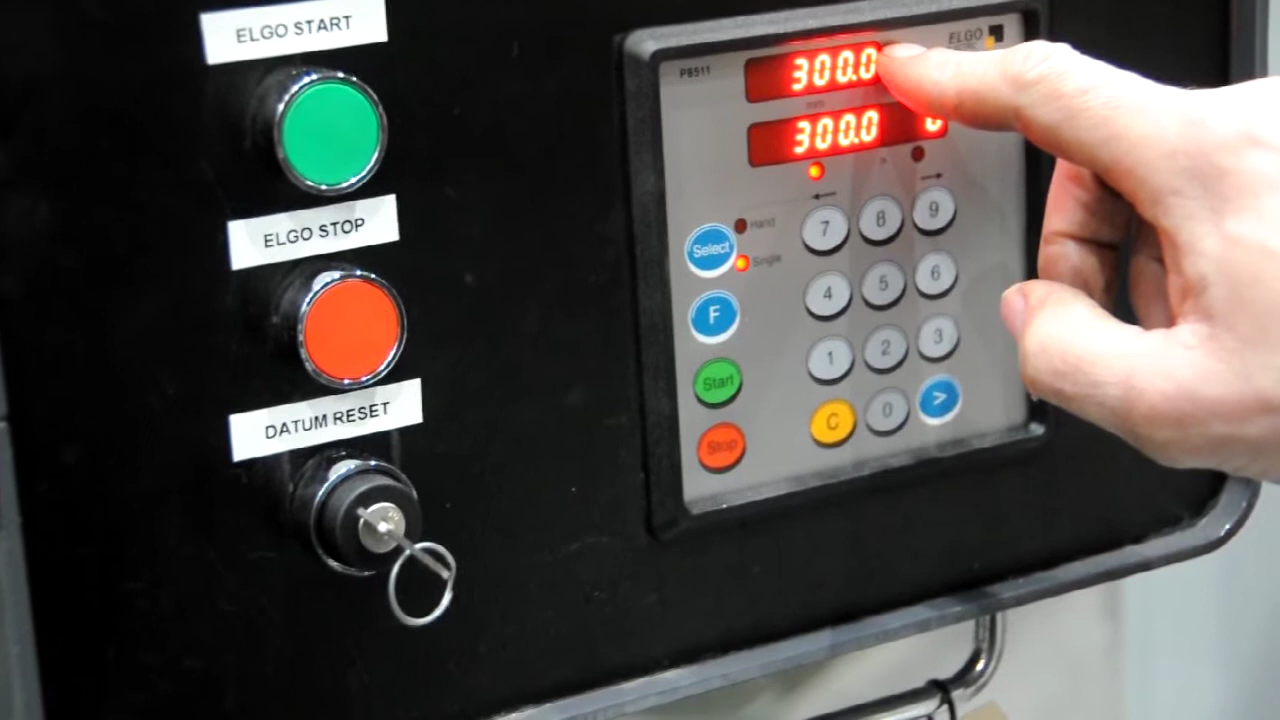 ELGO START
ELGO STOP
DATUM RESET
P8511
ELGO
300.0
mm
300.0
Select
Hand
Single
F
Start
Stop
7 8 9
4 5 6
1 2 3
C 0 >